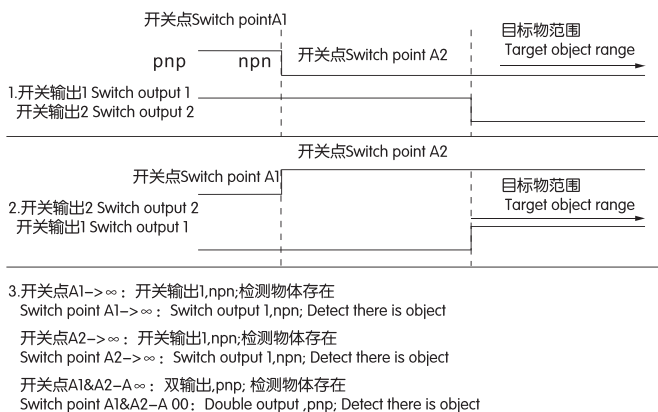 开关点Switch pointA1
目标物范围
pnp npn 开关点Switch point A2 Target object range
1.开关输出1 Switch output 1
开关输出2 Switch output 2
开关点Switch point A2
开关点Switch point A1
目标物范围
2.开关输出2 Switch output 2 Target object range
开关输出1 Switch output 1
3.开关点A1->∞：开关输出1,npn;检测物体存在
Switch point A1->∞：Switch output 1,npn; Detect there is object
开关点A2->∞：开关输出1,npn;检测物体存在
Switch point A2->∞：Switch output 1,npn; Detect there is object
开关点A1&A2-A∞：双输出,pnp; 检测物体存在
Switch point A1&A2-A 00：Double output ,pnp; Detect there is object